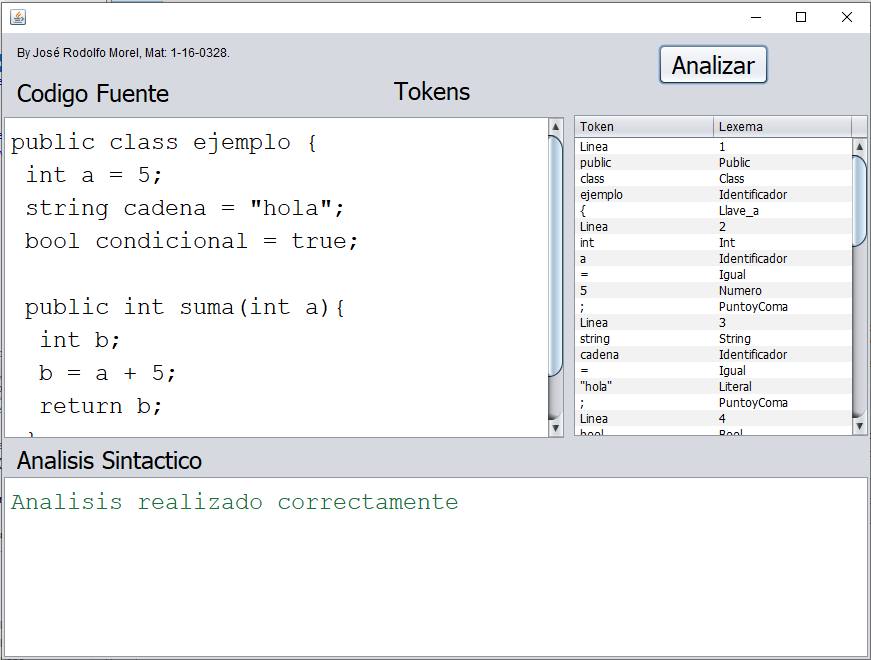 By José Rodolfo Morel, Mat: 1-16-0328.
Analizar
Codigo Fuente
Tokens
public class ejemplo {
int a = 5;
string cadena = "hola";
bool condicional = true;
public int suma(int a){
int b;
b = a + 5;
return b;
Token Lexema
Linea 1
public Public
class Class
ejemplo Identificador
{ Llave_a
Linea 2
int Int
a Identificador
= Igual
5 Numero
; PuntoyComa
Linea 3
string String
cadena Identificador
= Igual
"hola" Literal
; PuntoyComa
Linea 4
bool Bool
Analisis Sintactico
Analisis realizado correctamente